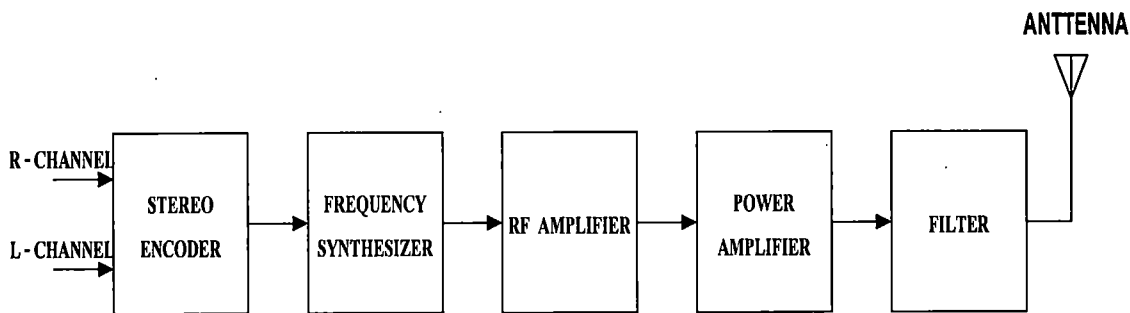 ANTTENNA
R - CHANNEL
L - CHANNEL
STEREO
ENCODER
FREQUENCY
SYNTHESIZER
RF AMPLIFIER
POWER
AMPLIFIER
FILTER